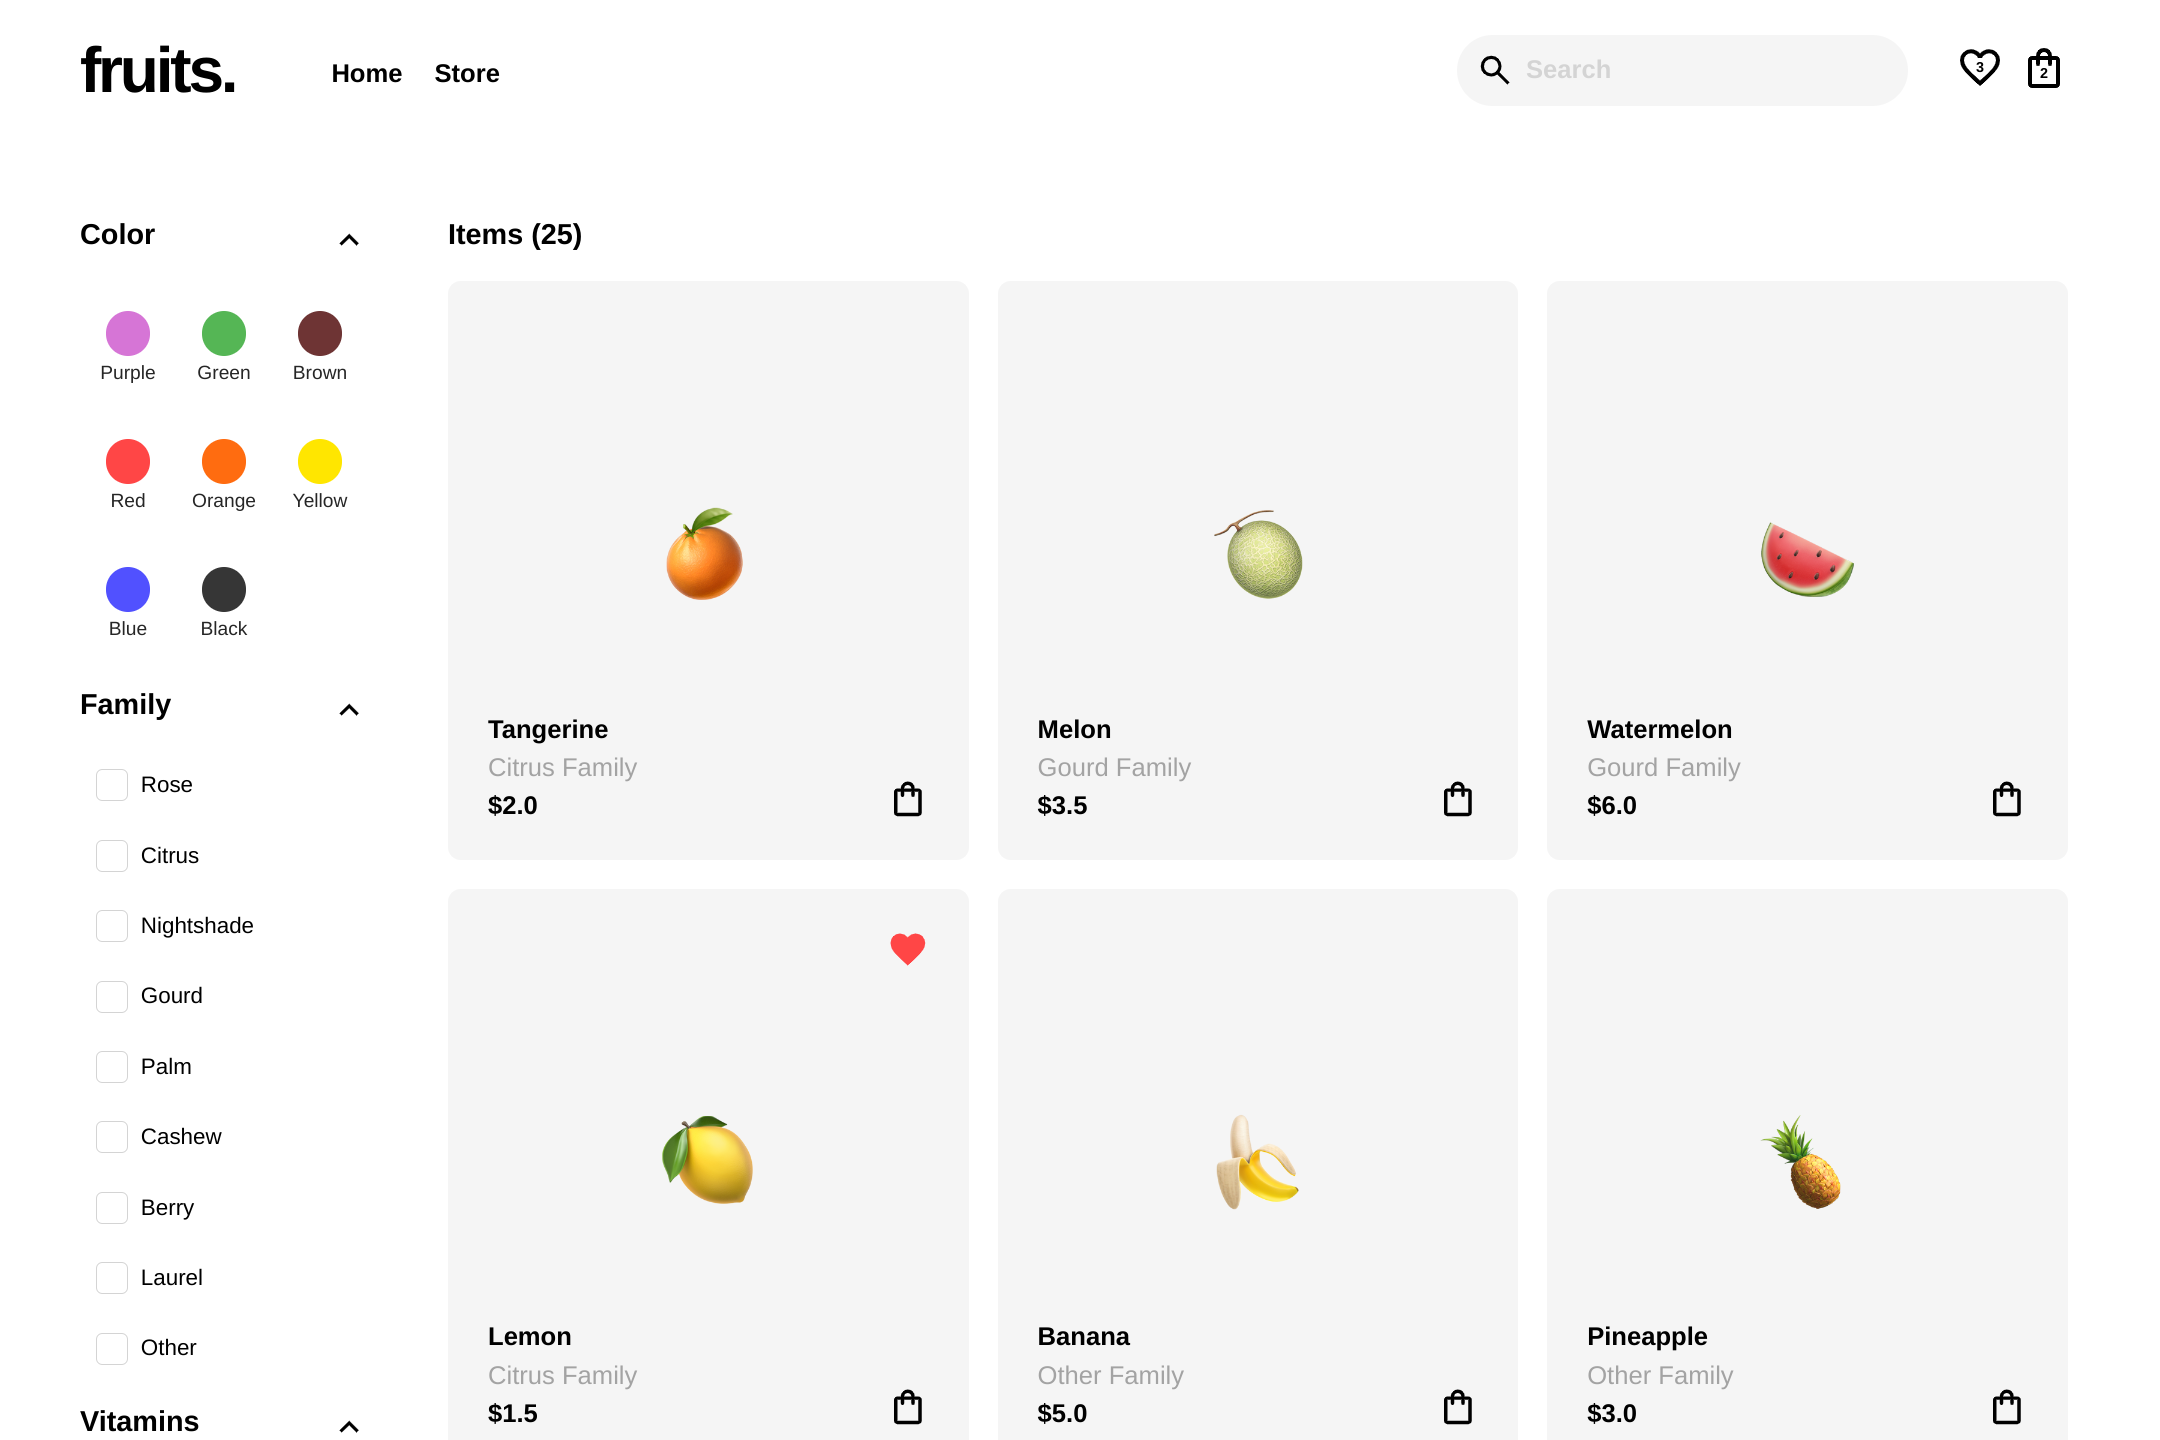 fruits.
Home
Store
Search
3
2
Color
Purple
Green
Brown
Red
Orange
Yellow
Blue
Black
Family
Rose
Citrus
Nightshade
Gourd
Palm
Cashew
Berry
Laurel
Other
Vitamins
Items (25)
Tangerine
Citrus Family
$2.0
Melon
Gourd Family
$3.5
Watermelon
Gourd Family
$6.0
Lemon
Citrus Family
$1.5
Banana
Other Family
$5.0
Pineapple
Other Family
$3.0